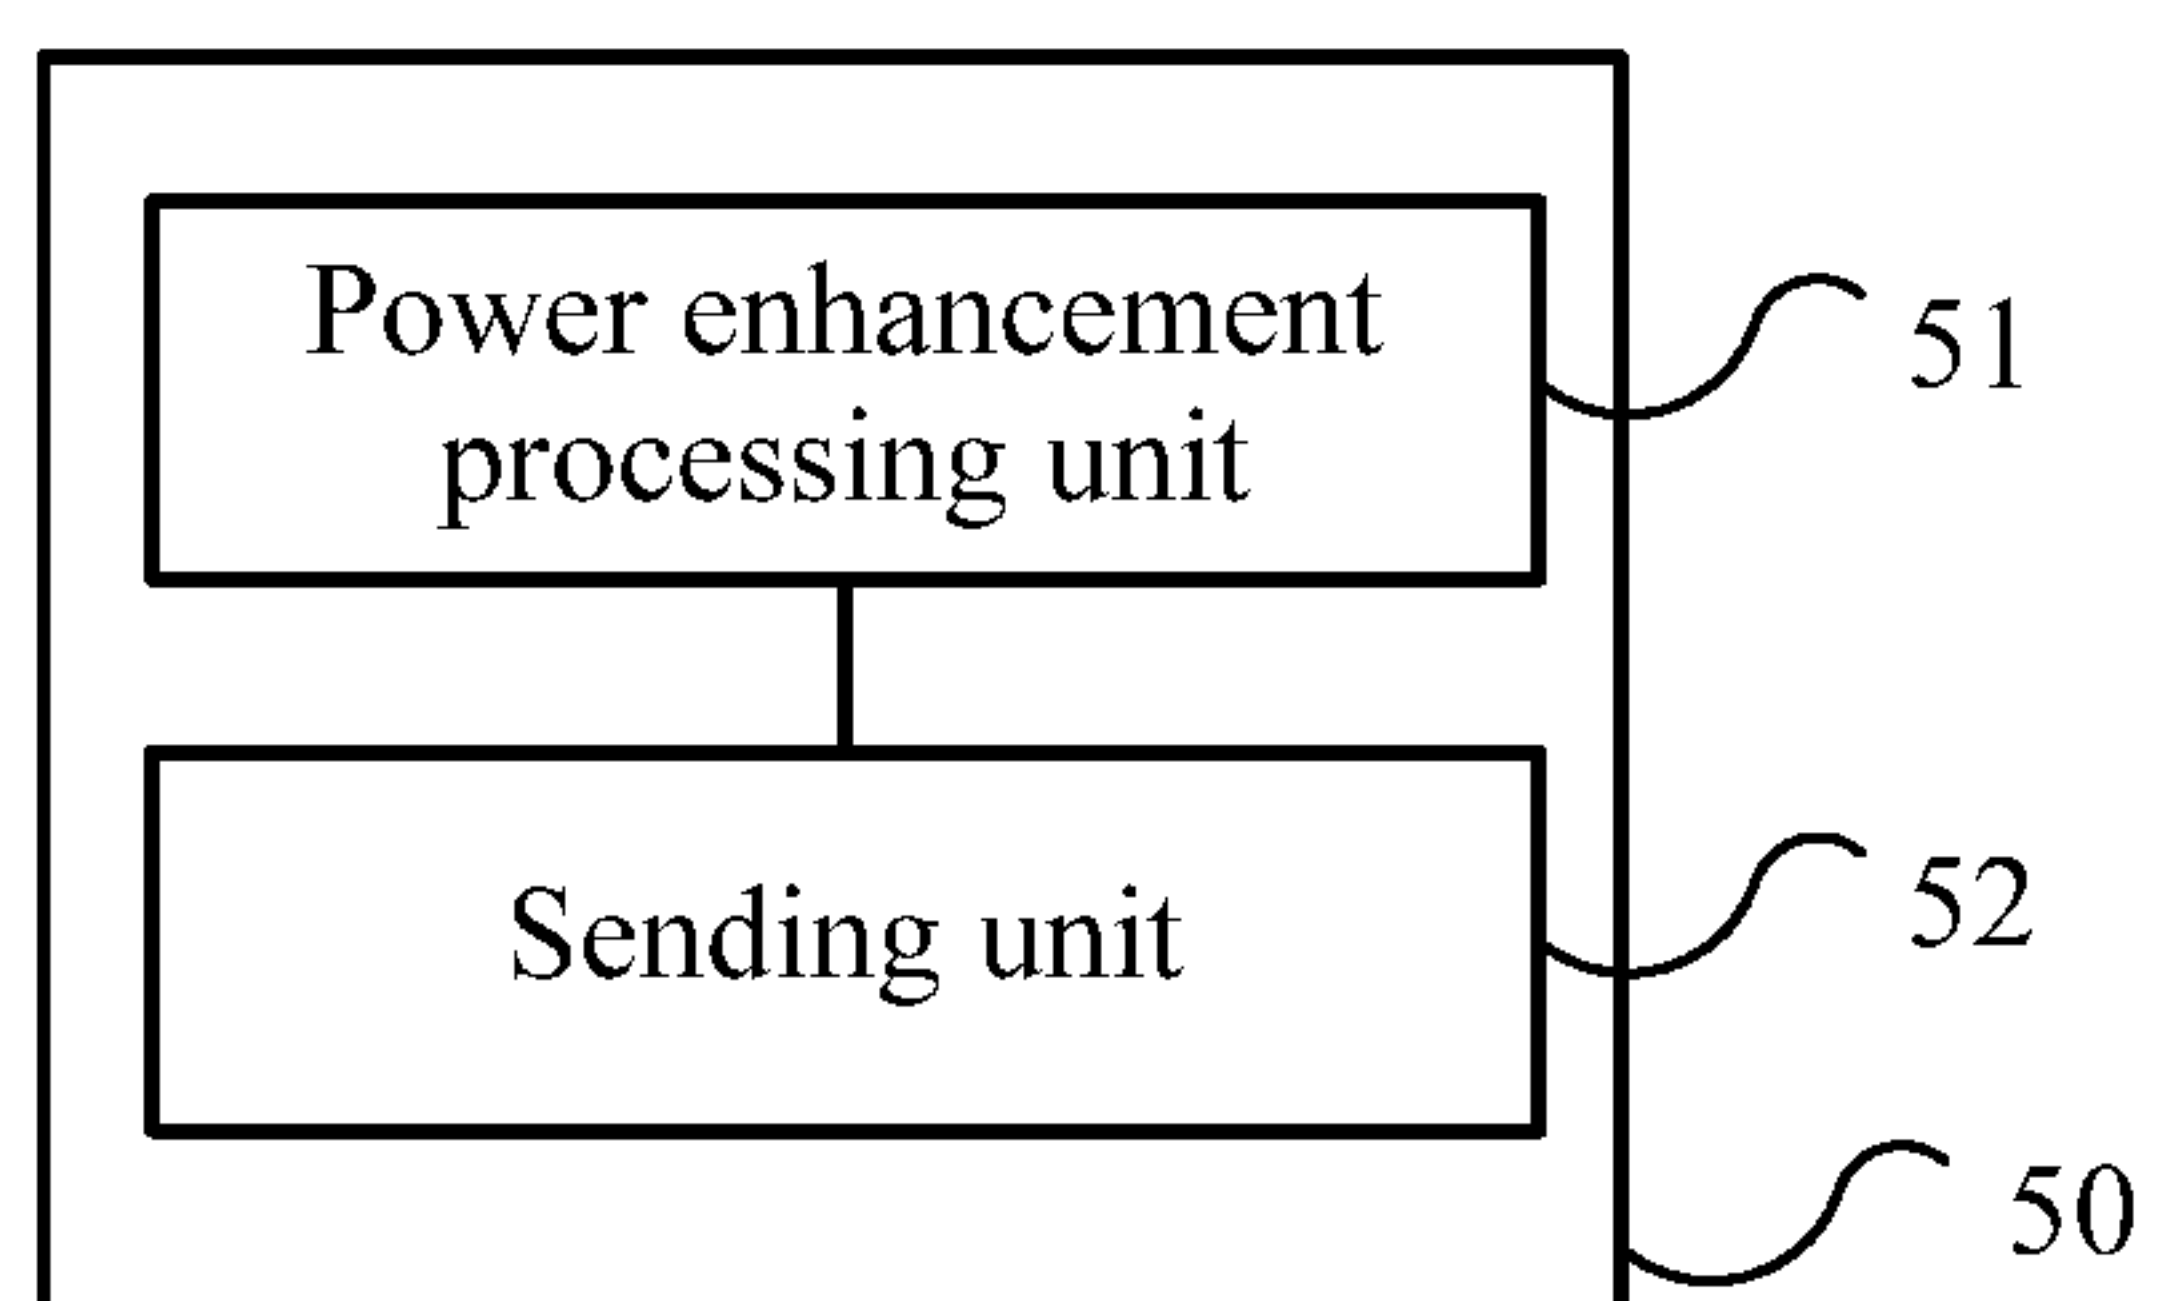 Power enhancement
processing unit
51
Sending unit
52
50